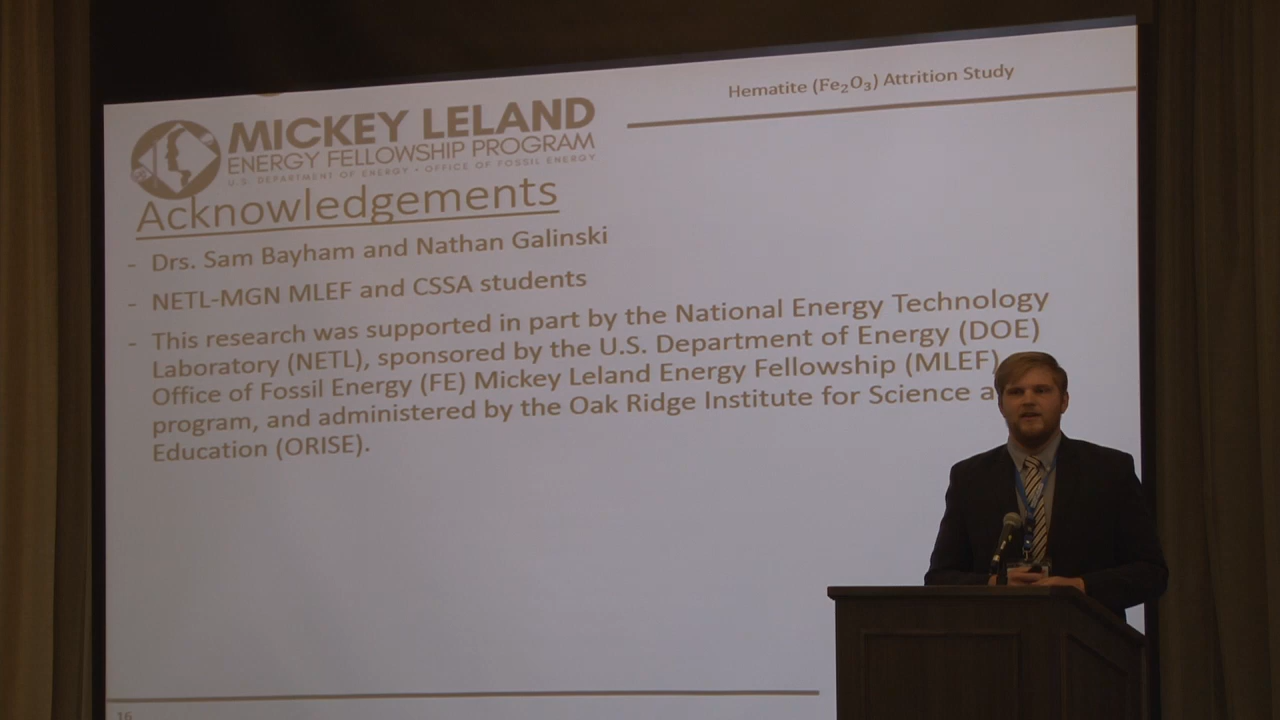 Hematite (Fe₂O₃) Attrition Study
MICKEY LELAND
ENERGY FELLOWSHIP PROGRAM
U.S. DEPARTMENT OF ENERGY • OFFICE OF FOSSIL ENERGY
Acknowledgements
- Drs. Sam Bayham and Nathan Galinski
- NETL-MGN MLEF and CSSA students
- This research was supported in part by the National Energy Technology
Laboratory (NETL), sponsored by the U.S. Department of Energy (DOE)
Office of Fossil Energy (FE) Mickey Leland Energy Fellowship (MLEF)
program, and administered by the Oak Ridge Institute for Science a
Education (ORISE).
16